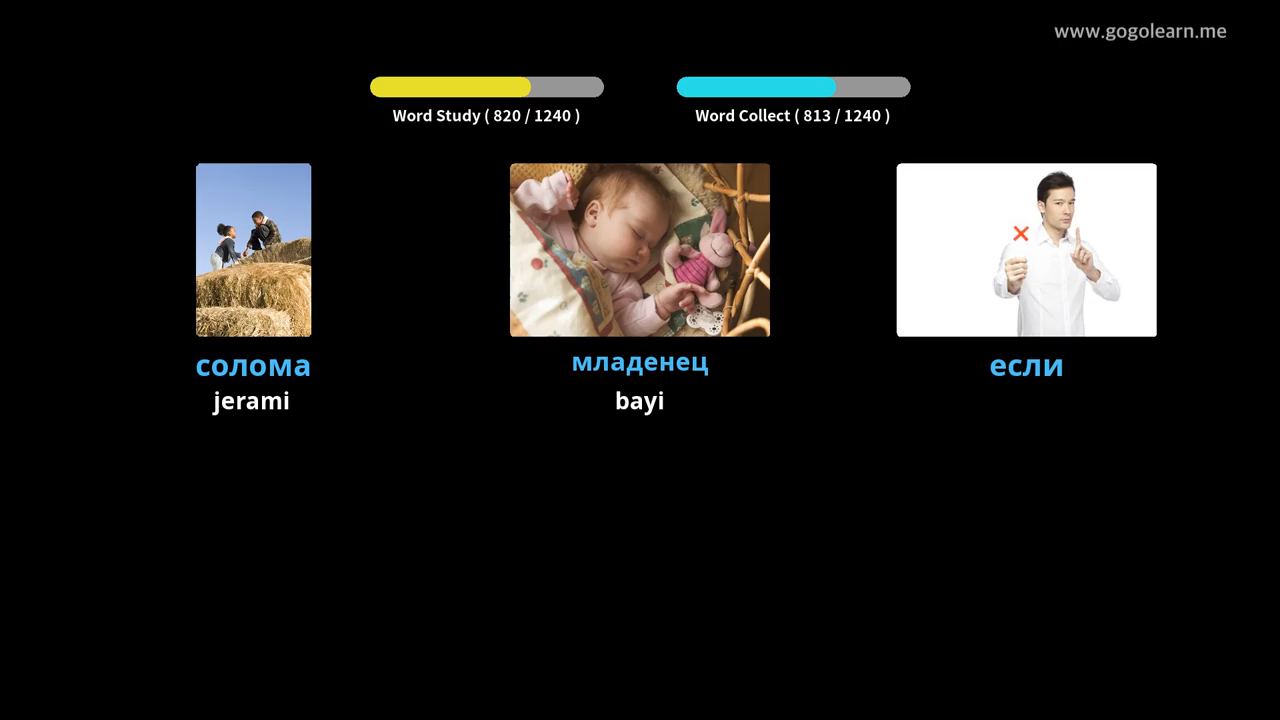 www.gogolearn.me
Word Study ( 820 / 1240 )
Word Collect ( 813 / 1240 )
солома
младенец
если
jerami
bayi